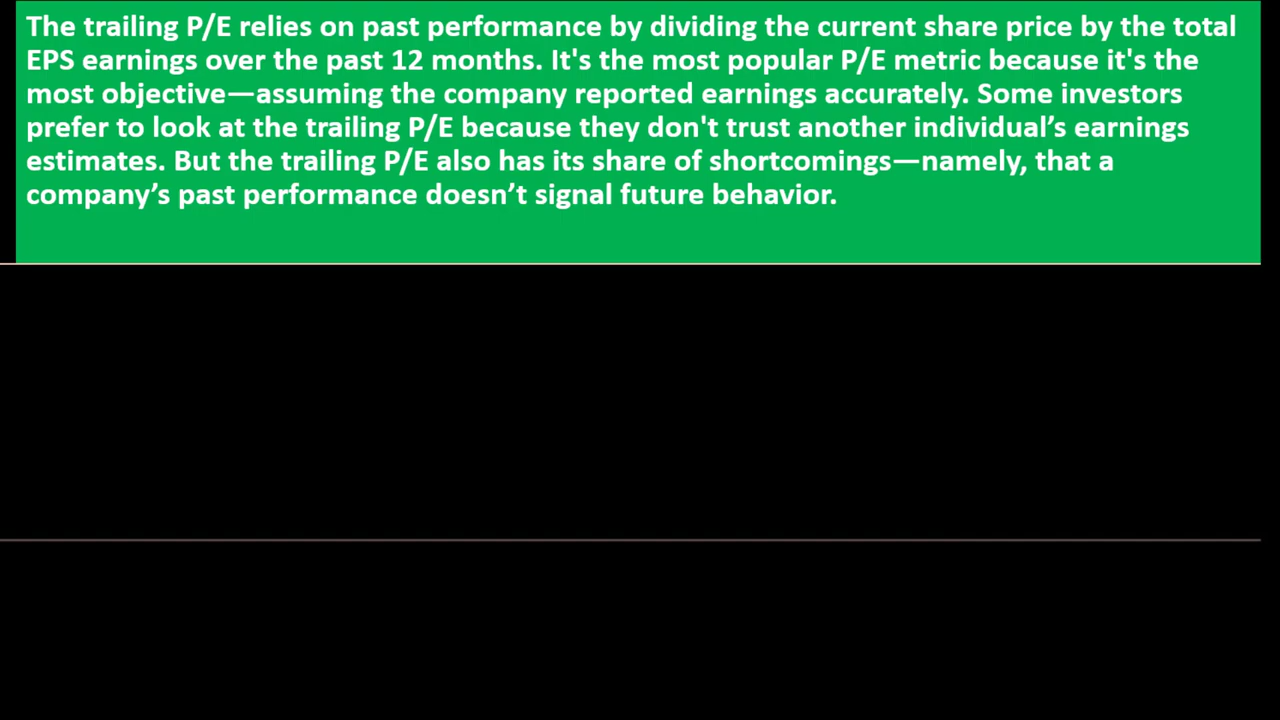 The trailing P/E relies on past performance by dividing the current share price by the total
EPS earnings over the past 12 months. It's the most popular P/E metric because it's the
most objective—assuming the company reported earnings accurately. Some investors
prefer to look at the trailing P/E because they don't trust another individual’s earnings
estimates. But the trailing P/E also has its share of shortcomings—namely, that a
company’s past performance doesn’t signal future behavior.